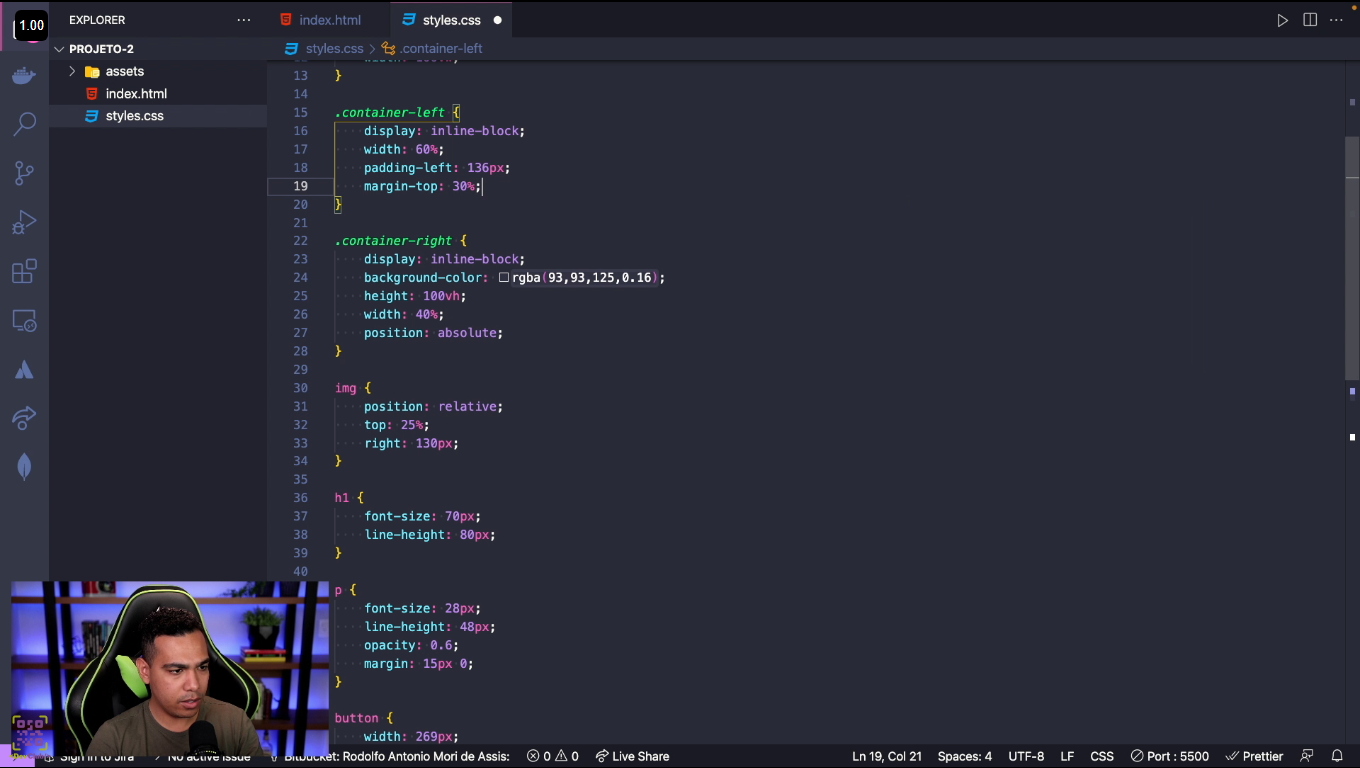 1.00
EXPLORER
index.html
styles.css
PROJETO-2
styles.css > .container-left
assets
index.html
styles.css
13 }
14
15 .container-left {
16 display: inline-block;
17 width: 60%;
18 padding-left: 136px;
19 margin-top: 30%;
20 }
21
22 .container-right {
23 display: inline-block;
24 background-color: rgba(93,93,125,0.16);
25 height: 100vh;
26 width: 40%;
27 position: absolute;
28 }
29
30 img {
31 position: relative;
32 top: 25%;
33 right: 130px;
34 }
35
36 h1 {
37 font-size: 70px;
38 line-height: 80px;
39 }
40
p {
font-size: 28px;
line-height: 48px;
opacity: 0.6;
margin: 15px 0;
}
button {
width: 269px;
Sign in to Jira
No active issue
Bitbucket: Rodolfo Antonio Mori de Assis:
0 0
Live Share
Ln 19, Col 21
Spaces: 4
UTF-8
LF
CSS
Port : 5500
Prettier